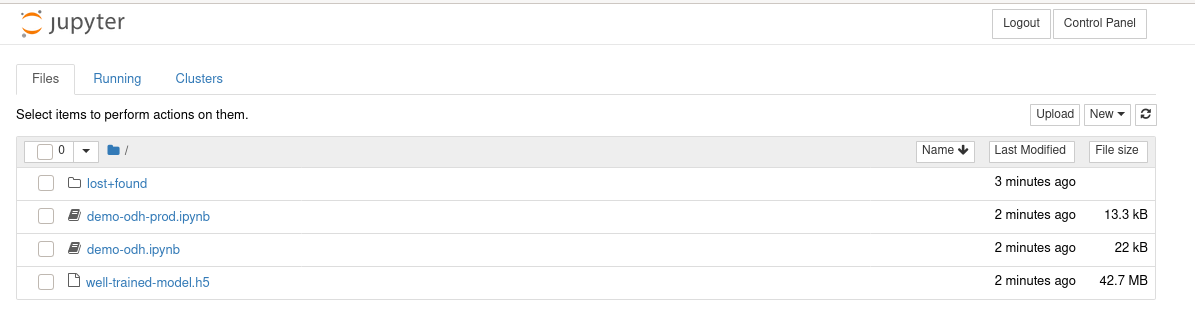 jupyter
Logout Control Panel
Files Running Clusters
Select items to perform actions on them.
Upload New
0 / Name Last Modified File size
lost+found 3 minutes ago
demo-odh-prod.ipynb 2 minutes ago 13.3 kB
demo-odh.ipynb 2 minutes ago 22 kB
well-trained-model.h5 2 minutes ago 42.7 MB